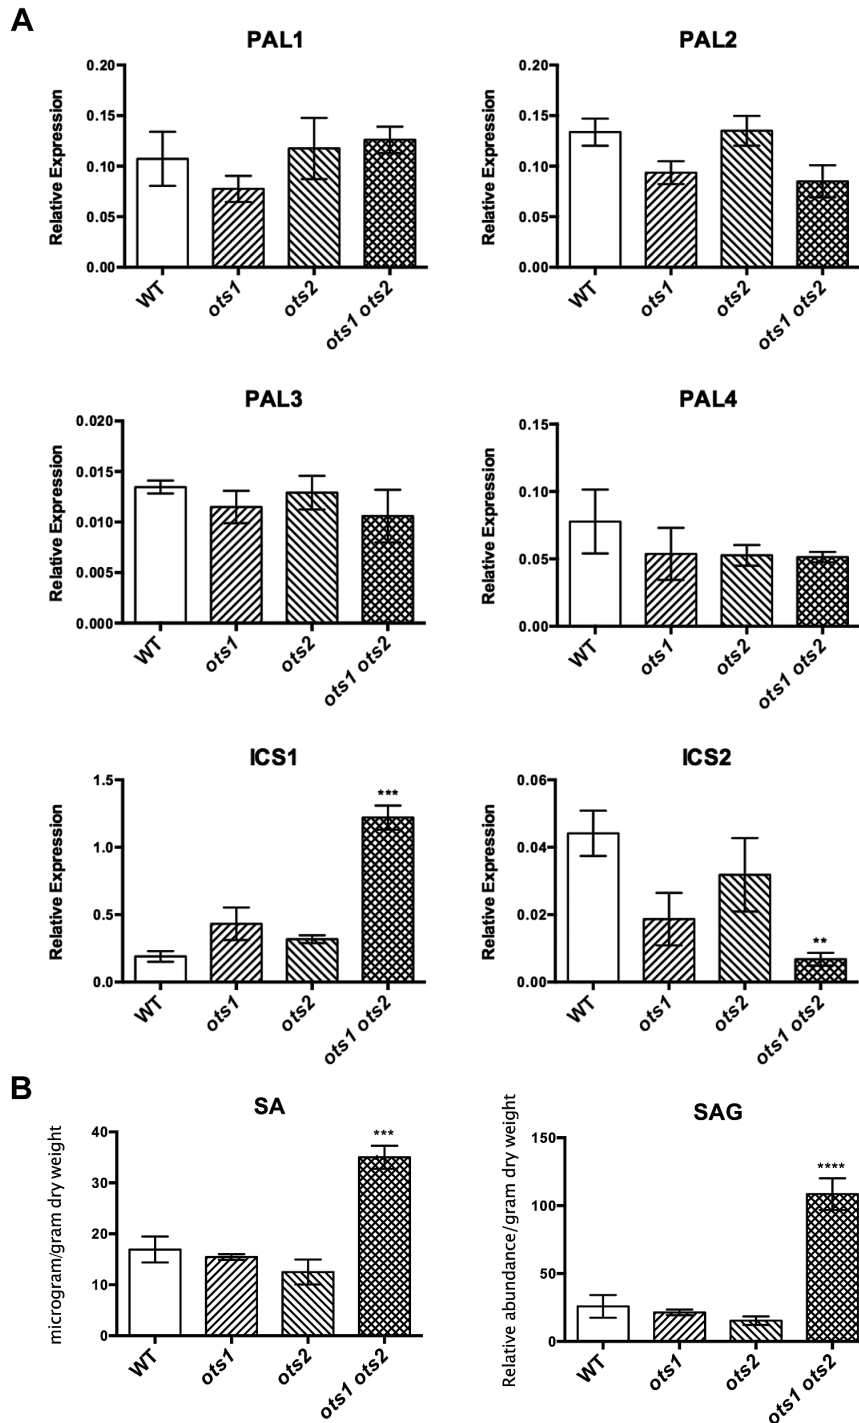 A
PAL1
Relative Expression
0.20
0.15
0.10
0.05
0.00
WT
ots1
ots2
ots1 ots2
PAL2
Relative Expression
0.20
0.15
0.10
0.05
0.00
WT
ots1
ots2
ots1 ots2
PAL3
Relative Expression
0.020
0.015
0.010
0.005
0.000
WT
ots1
ots2
ots1 ots2
PAL4
Relative Expression
0.15
0.10
0.05
0.00
WT
ots1
ots2
ots1 ots2
ICS1
Relative Expression
1.5
1.0
0.5
0.0
***
WT
ots1
ots2
ots1 ots2
ICS2
Relative Expression
0.06
0.04
0.02
0.00
**
WT
ots1
ots2
ots1 ots2
B
SA
microgram/gram dry weight
40
30
20
10
0
***
WT
ots1
ots2
ots1 ots2
SAG
Relative abundance/gram dry weight
150
100
50
0
****
WT
ots1
ots2
ots1 ots2